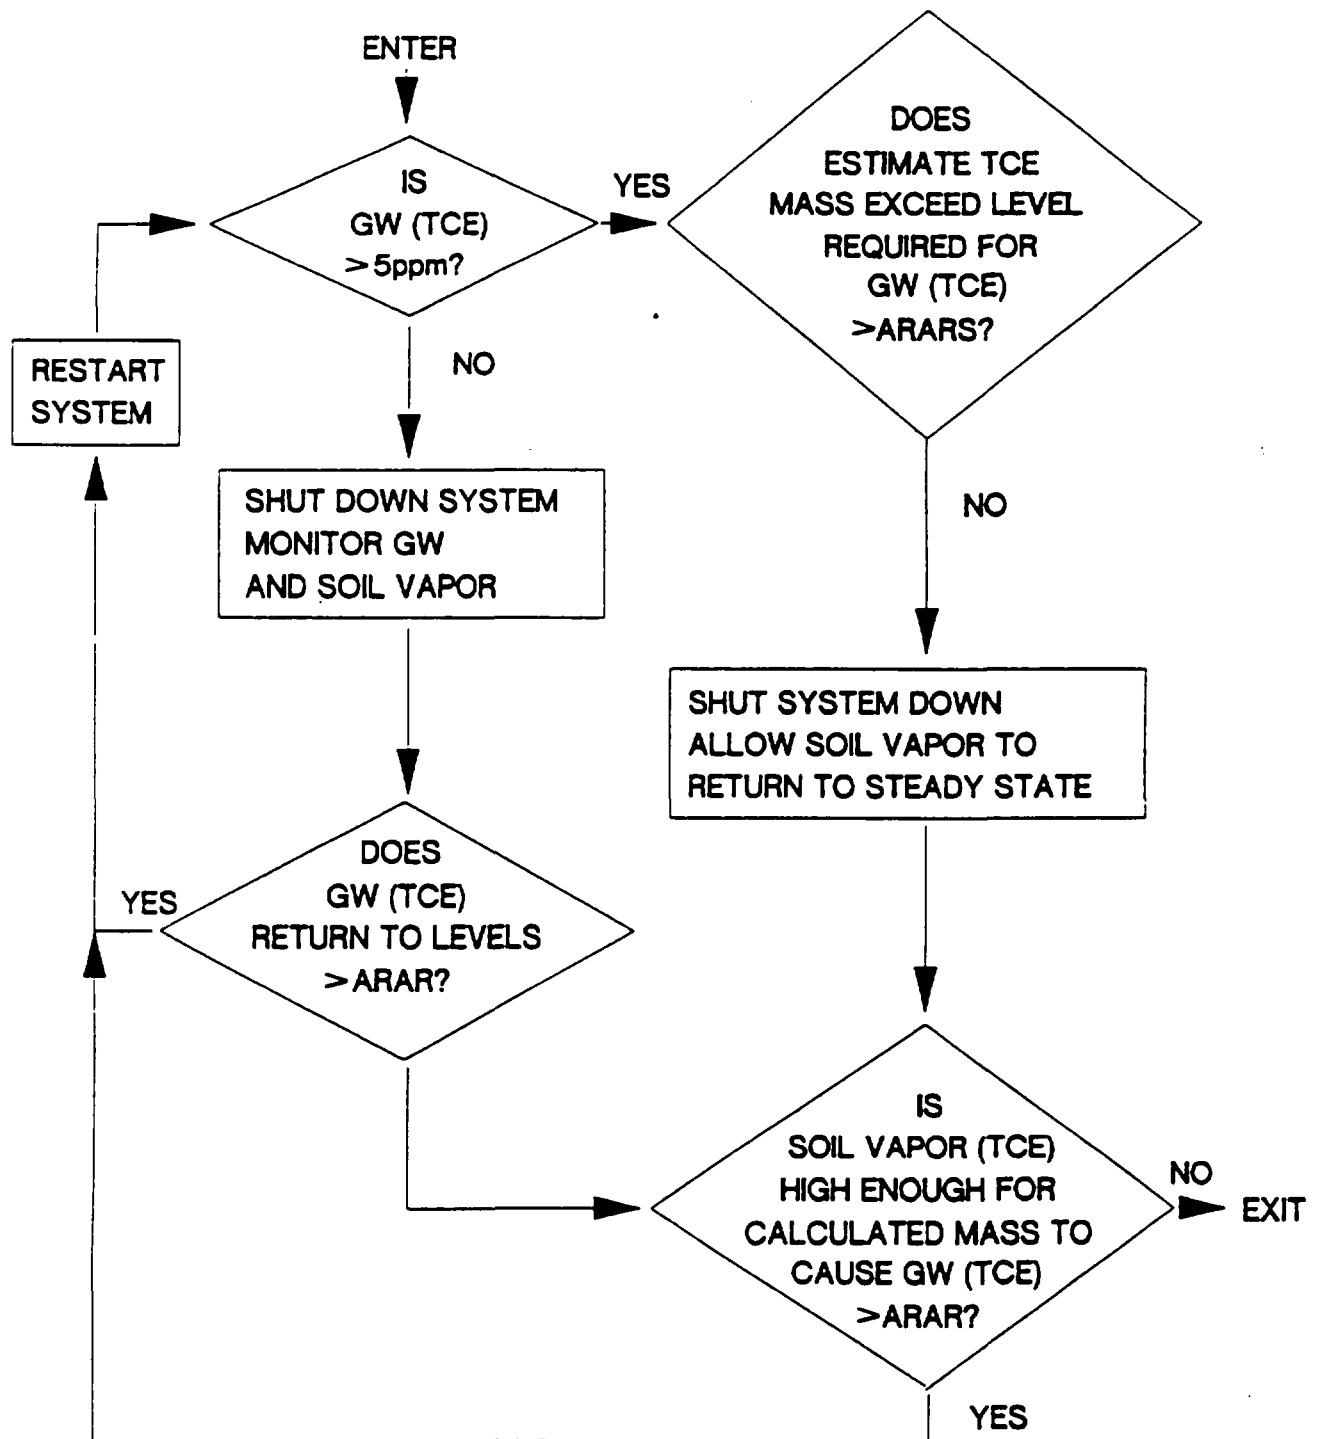 ENTER
IS
GW (TCE)
>5ppm?
YES
DOES
ESTIMATE TCE
MASS EXCEED LEVEL
REQUIRED FOR
GW (TCE)
>ARARS?
RESTART
SYSTEM
NO
SHUT DOWN SYSTEM
MONITOR GW
AND SOIL VAPOR
NO
SHUT SYSTEM DOWN
ALLOW SOIL VAPOR TO
RETURN TO STEADY STATE
YES
DOES
GW (TCE)
RETURN TO LEVELS
>ARAR?
IS
SOIL VAPOR (TCE)
HIGH ENOUGH FOR
CALCULATED MASS TO
CAUSE GW (TCE)
>ARAR?
NO
EXIT
YES